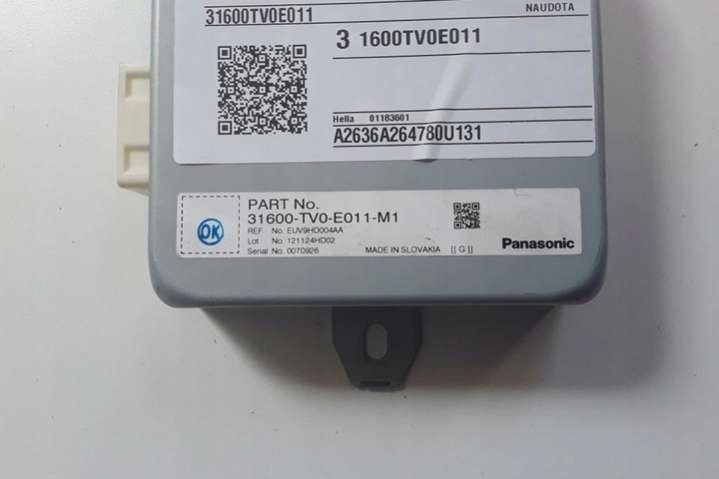 31600TV0E011
NAUDOTA
3 1600TV0E011
Hella 01183601
A2636A264780U131
PART No.
31600-TV0-E011-M1
REF No. EUV9HD004AA
Lot No. 121124HD02
Serial No. 0070926
MADE IN SLOVAKIA [[ G ]]
Panasonic
OK